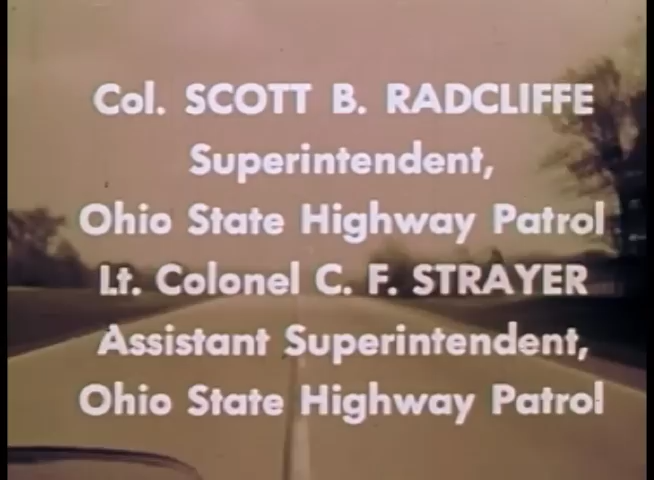 Col. SCOTT B. RADCLIFFE
Superintendent,
Ohio State Highway Patrol
Lt. Colonel C. F. STRAYER
Assistant Superintendent,
Ohio State Highway Patrol